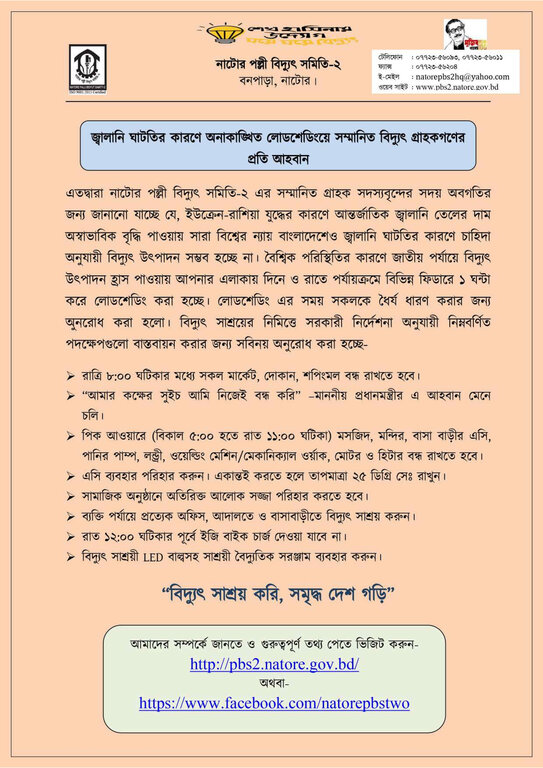 শেখ হাসিনার
উদ্যোগ
ঘরে ঘরে বিদ্যুৎ
নাটোর পল্লী বিদ্যুৎ সমিতি-২
বনপাড়া, নাটোর।
টেলিফোন : ০৭৭২৩-৫৬০৯৩, ০৭৭২৩-৫৬০১১
ফ্যাক্স : ০৭৭২৩-৫৬২০৪
ই-মেইল : natorepbs2hq@yahoo.com
ওয়েব সাইট : www.pbs2.natore.gov.bd
জ্বালানি ঘাটতির কারণে অনাকাঙ্খিত লোডশেডিংয়ে সম্মানিত বিদ্যুৎ গ্রাহকগণের
প্রতি আহবান
এতদ্বারা নাটোর পল্লী বিদ্যুৎ সমিতি-২ এর সম্মানিত গ্রাহক সদস্যবৃন্দের সদয় অবগতির
জন্য জানানো যাচ্ছে যে, ইউক্রেন-রাশিয়া যুদ্ধের কারণে আন্তর্জাতিক জ্বালানি তেলের দাম
অস্বাভাবিক বৃদ্ধি পাওয়ায় সারা বিশ্বের ন্যায় বাংলাদেশেও জ্বালানি ঘাটতির কারণে চাহিদা
অনুযায়ী বিদ্যুৎ উৎপাদন সম্ভব হচ্ছে না। বৈশ্বিক পরিস্থিতির কারণে জাতীয় পর্যায়ে বিদ্যুৎ
উৎপাদন হ্রাস পাওয়ায় আপনার এলাকায় দিনে ও রাতে পর্যায়ক্রমে বিভিন্ন ফিডারে ১ ঘন্টা
করে লোডশেডিং করা হচ্ছে। লোডশেডিং এর সময় সকলকে ধৈর্য ধারণ করার জন্য
অুনরোধ করা হলো। বিদ্যুৎ সাশ্রয়ের নিমিত্তে সরকারী নির্দেশনা অনুযায়ী নিম্নবর্ণিত
পদক্ষেপগুলো বাস্তবায়ন করার জন্য সবিনয় অনুরোধ করা হচ্ছে-
➢ রাত্রি ৮:০০ ঘটিকার মধ্যে সকল মার্কেট, দোকান, শপিংমল বন্ধ রাখতে হবে।
➢ “আমার কক্ষের সুইচ আমি নিজেই বন্ধ করি” –মাননীয় প্রধানমন্ত্রীর এ আহবান মেনে
চলি।
➢ পিক আওয়ারে (বিকাল ৫:০০ হতে রাত ১১:০০ ঘটিকা) মসজিদ, মন্দির, বাসা বাড়ীর এসি,
পানির পাম্প, লন্ড্রী, ওয়েল্ডিং মেশিন/মেকানিক্যাল ওর্য়াক, মোটর ও হিটার বন্ধ রাখতে হবে।
➢ এসি ব্যবহার পরিহার করুন। একান্তই করতে হলে তাপমাত্রা ২৫ ডিগ্রি সেঃ রাখুন।
➢ সামাজিক অনুষ্ঠানে অতিরিক্ত আলোক সজ্জা পরিহার করতে হবে।
➢ ব্যক্তি পর্যায়ে প্রত্যেক অফিস, আদালতে ও বাসাবাড়ীতে বিদ্যুৎ সাশ্রয় করুন।
➢ রাত ১২:০০ ঘটিকার পূর্বে ইজি বাইক চার্জ দেওয়া যাবে না।
➢ বিদ্যুৎ সাশ্রয়ী LED বাল্বসহ সাশ্রয়ী বৈদ্যুতিক সরঞ্জাম ব্যবহার করুন।
“বিদ্যুৎ সাশ্রয় করি, সমৃদ্ধ দেশ গড়ি”
আমাদের সম্পর্কে জানতে ও গুরুত্বপূর্ণ তথ্য পেতে ভিজিট করুন-
http://pbs2.natore.gov.bd/
অথবা-
https://www.facebook.com/natorepbstwo